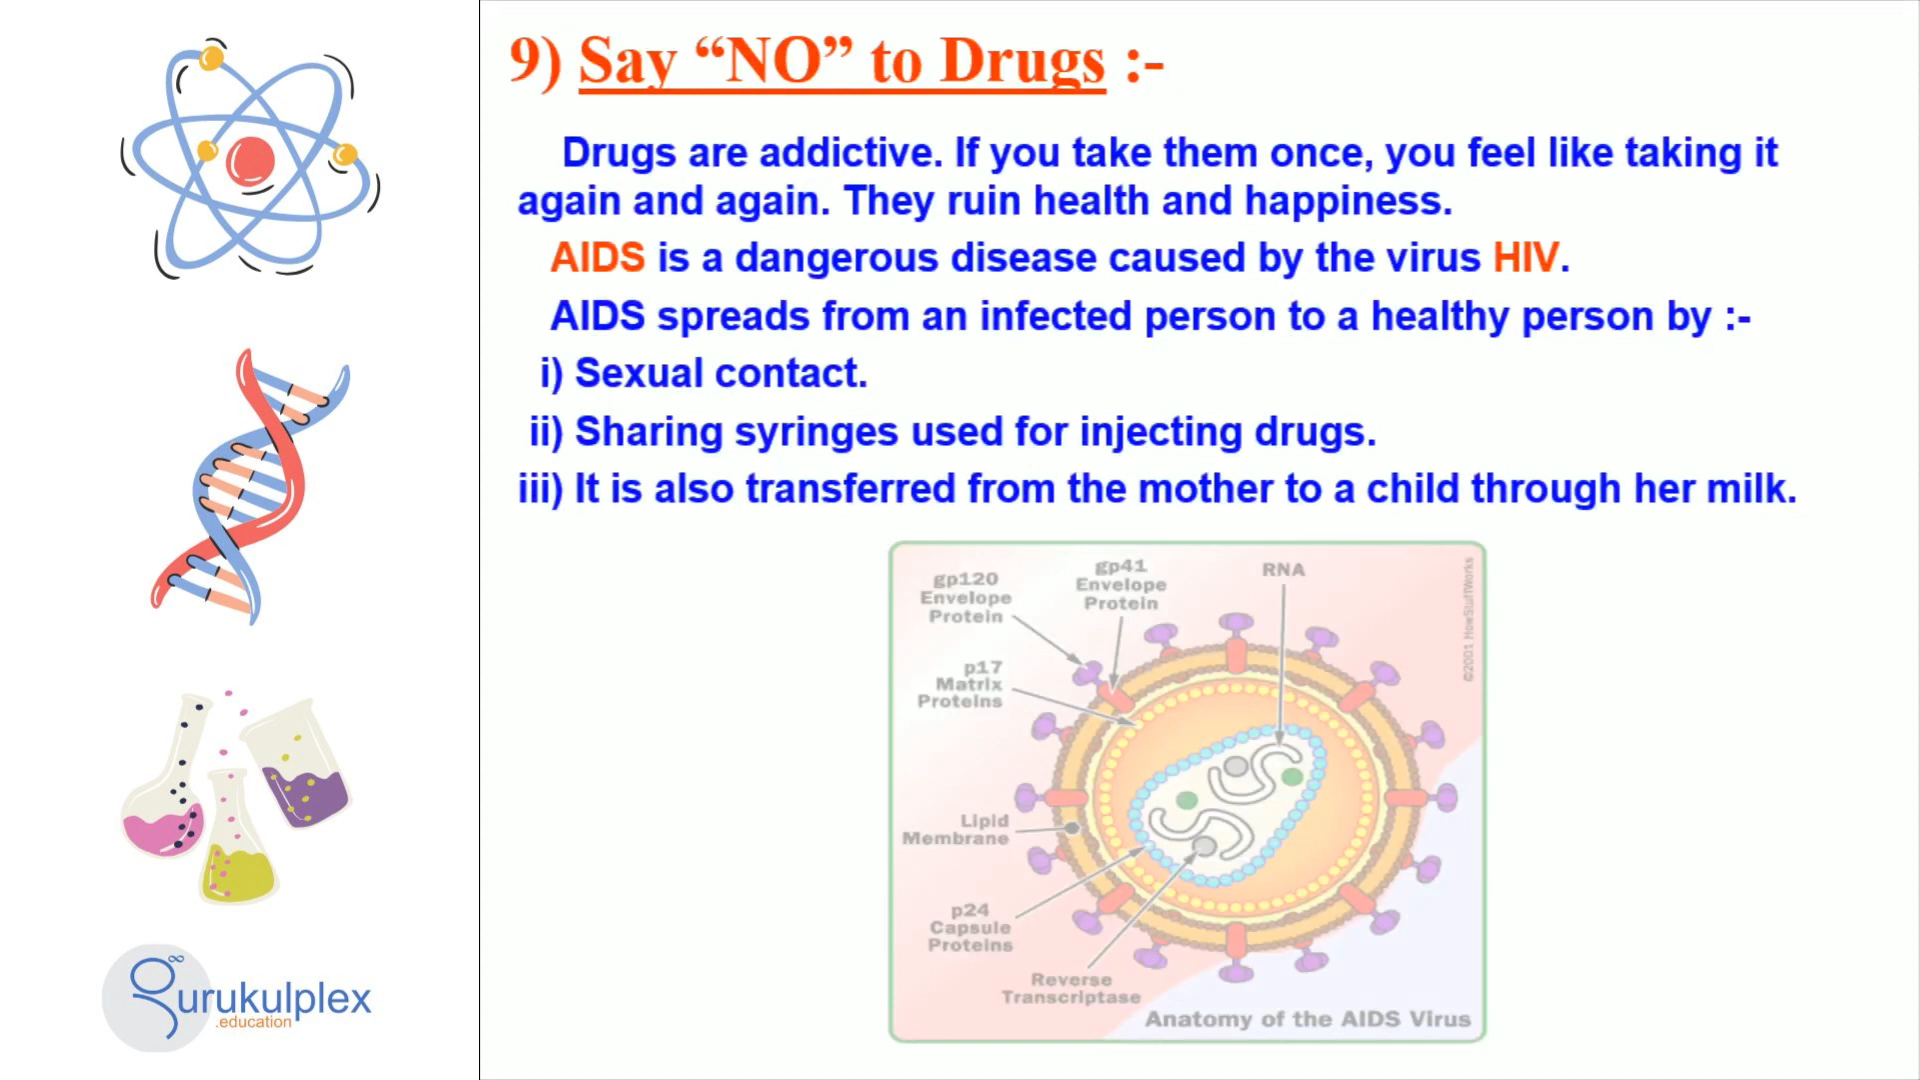 9) Say “NO” to Drugs :-
Drugs are addictive. If you take them once, you feel like taking it
again and again. They ruin health and happiness.
AIDS is a dangerous disease caused by the virus HIV.
AIDS spreads from an infected person to a healthy person by :-
i) Sexual contact.
ii) Sharing syringes used for injecting drugs.
iii) It is also transferred from the mother to a child through her milk.
gp120
Envelope
Protein
gp41
Envelope
Protein
RNA
©2001 HowStuffWorks
p17
Matrix
Proteins
Lipid
Membrane
p24
Capsule
Proteins
Reverse
Transcriptase
Anatomy of the AIDS Virus
gurukulplex
.education